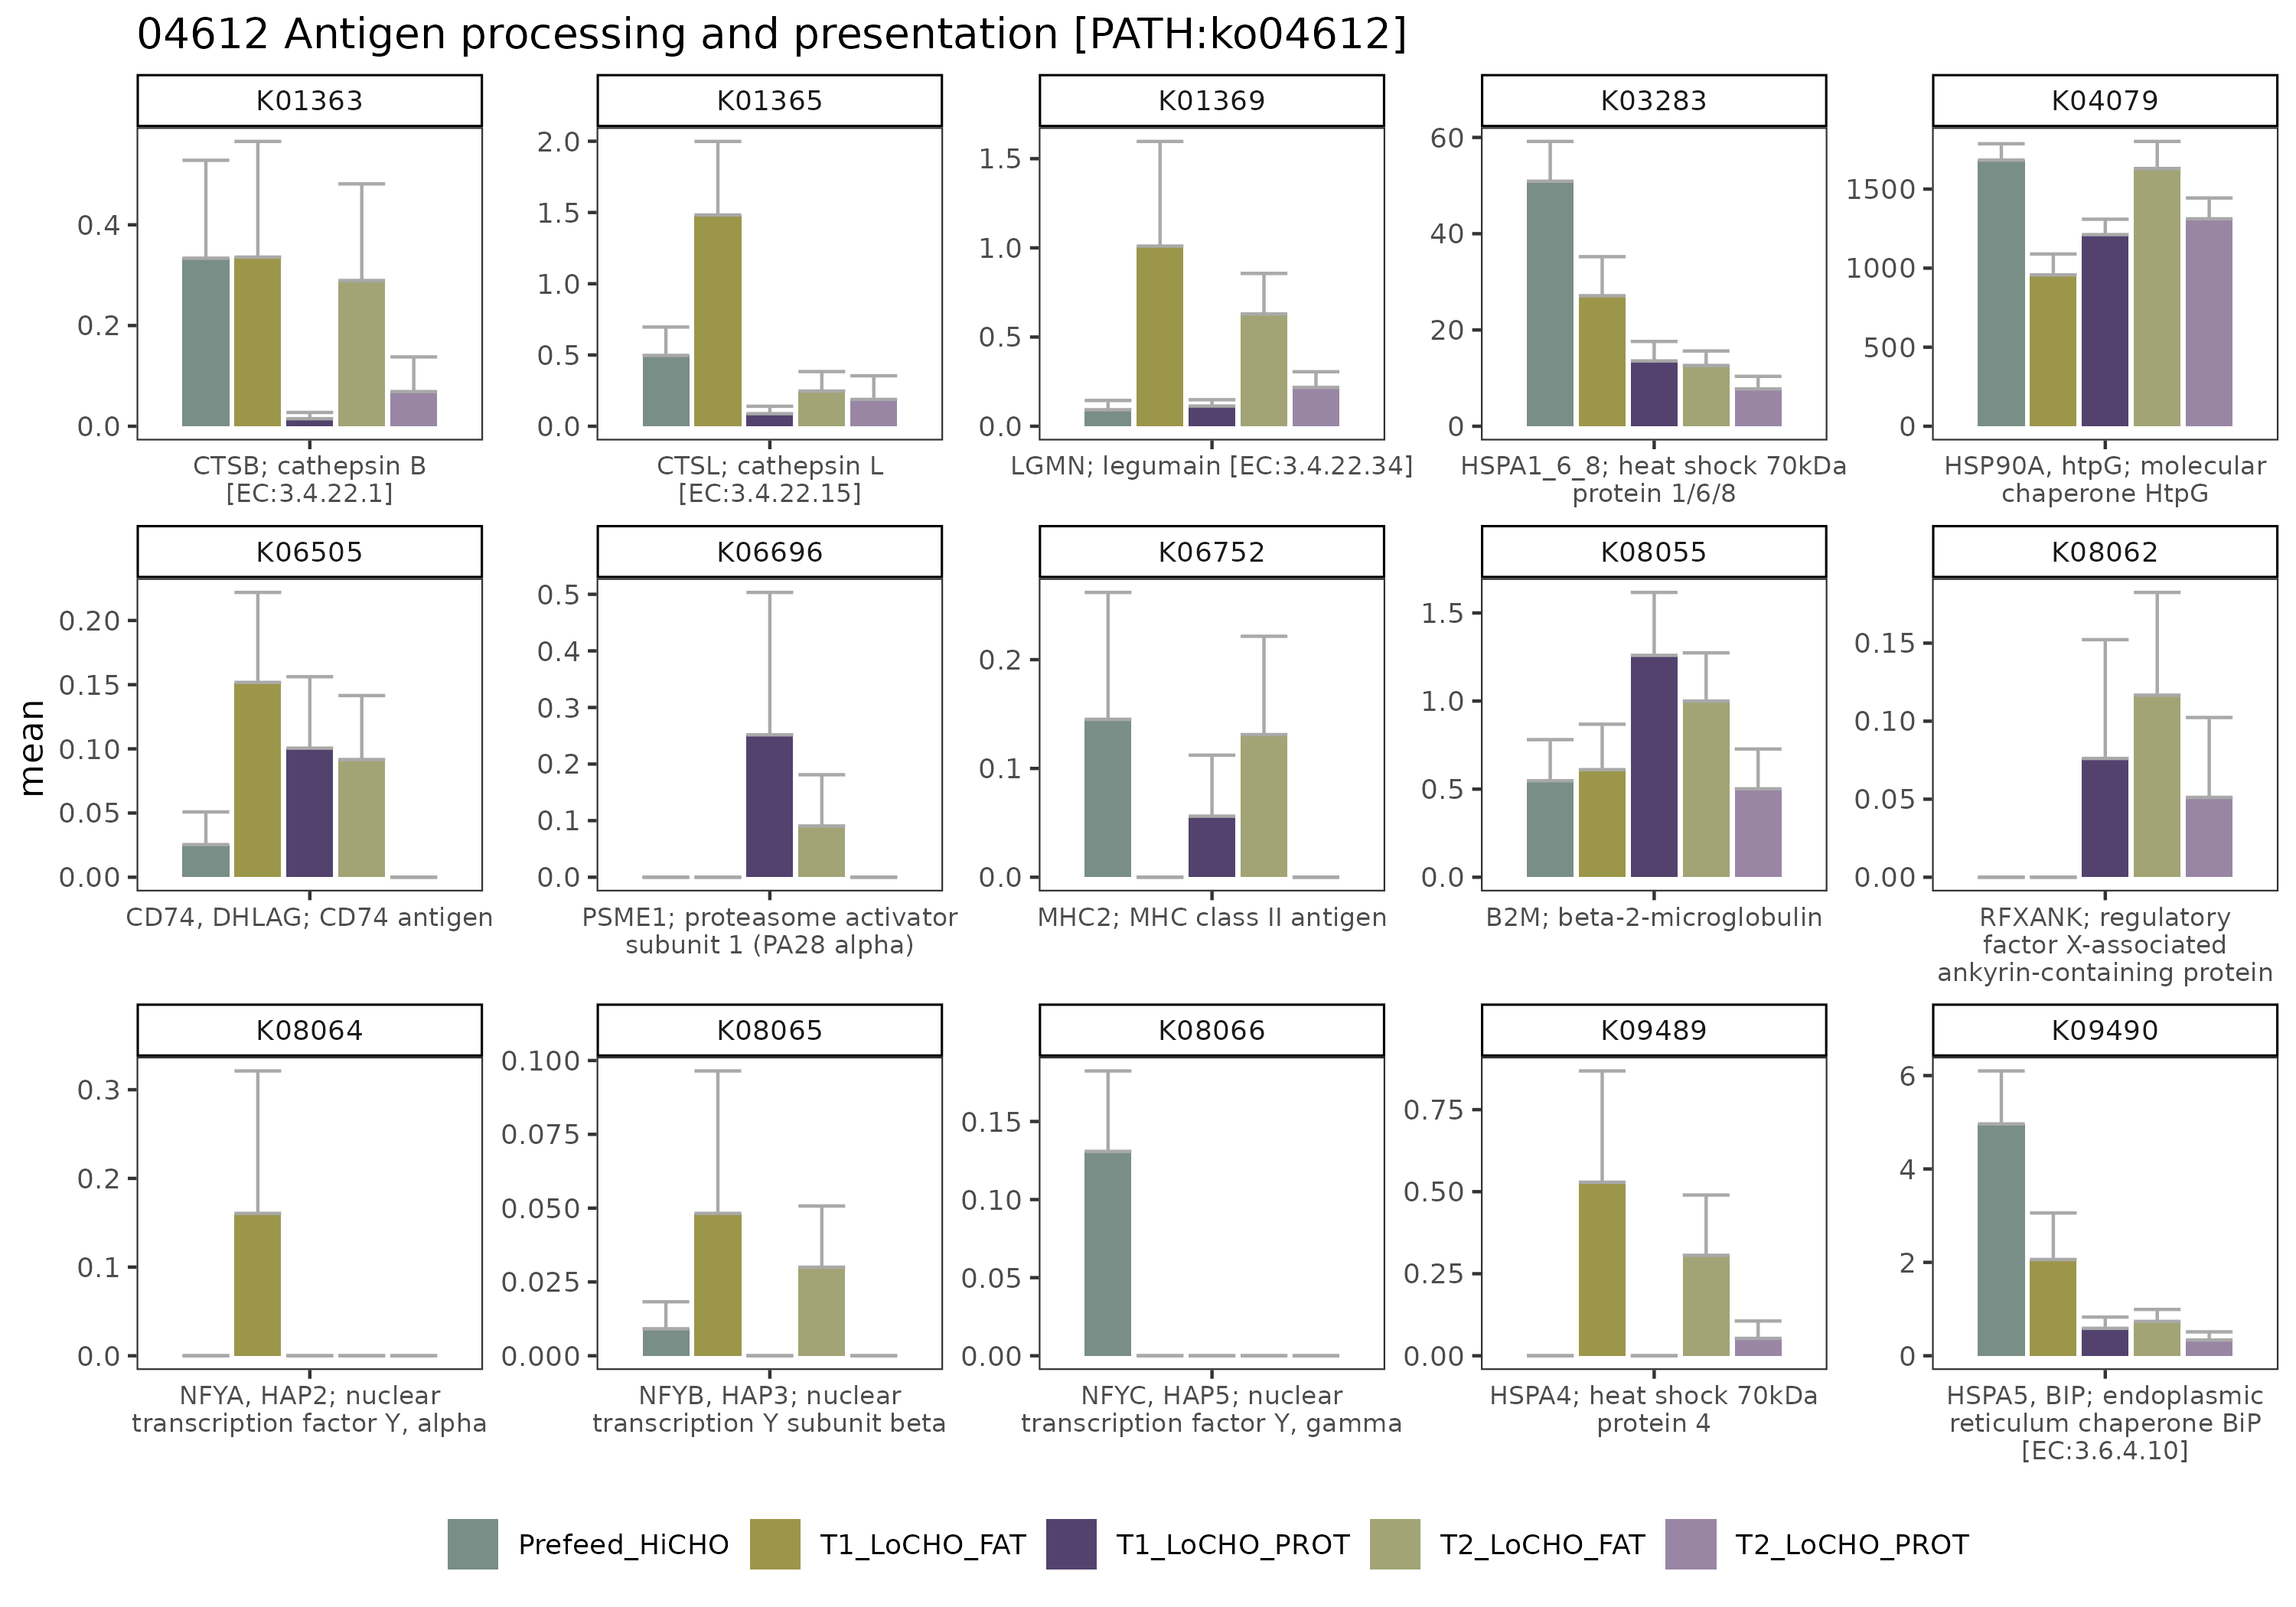 04612 Antigen processing and presentation [PATH:ko04612]
K01363
K01365
K01369
K03283
K04079
0.4
0.2
0.0
2.0
1.5
1.0
0.5
0.0
1.5
1.0
0.5
0.0
60
40
20
0
1500
1000
500
0
CTSB; cathepsin B
[EC:3.4.22.1]
CTSL; cathepsin L
[EC:3.4.22.15]
LGMN; legumain [EC:3.4.22.34]
HSPA1_6_8; heat shock 70kDa
protein 1/6/8
HSP90A, htpG; molecular
chaperone HtpG
mean
K06505
K06696
K06752
K08055
K08062
0.20
0.15
0.10
0.05
0.00
0.5
0.4
0.3
0.2
0.1
0.0
0.2
0.1
0.0
1.5
1.0
0.5
0.0
0.15
0.10
0.05
0.00
CD74, DHLAG; CD74 antigen
PSME1; proteasome activator
subunit 1 (PA28 alpha)
MHC2; MHC class II antigen
B2M; beta-2-microglobulin
RFXANK; regulatory
factor X-associated
ankyrin-containing protein
K08064
K08065
K08066
K09489
K09490
0.3
0.2
0.1
0.0
0.100
0.075
0.050
0.025
0.000
0.15
0.10
0.05
0.00
0.75
0.50
0.25
0.00
6
4
2
0
NFYA, HAP2; nuclear
transcription factor Y, alpha
NFYB, HAP3; nuclear
transcription Y subunit beta
NFYC, HAP5; nuclear
transcription factor Y, gamma
HSPA4; heat shock 70kDa
protein 4
HSPA5, BIP; endoplasmic
reticulum chaperone BiP
[EC:3.6.4.10]
Prefeed_HiCHO
T1_LoCHO_FAT
T1_LoCHO_PROT
T2_LoCHO_FAT
T2_LoCHO_PROT